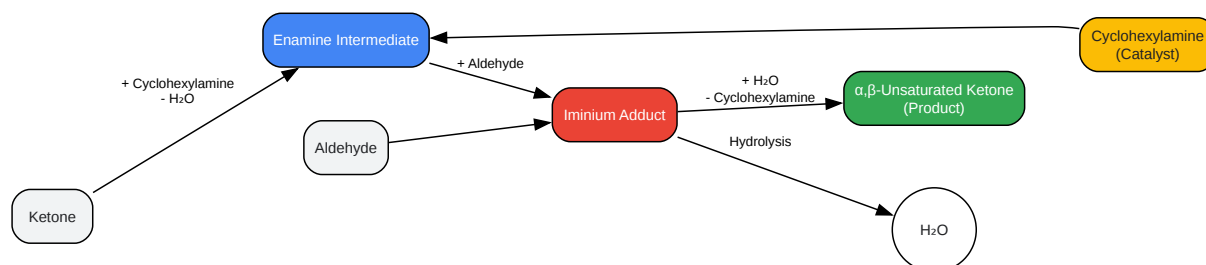 Enamine Intermediate
Cyclohexylamine
(Catalyst)
+ Aldehyde
+ Cyclohexylamine
- H₂O
+ H₂O
- Cyclohexylamine
α,β-Unsaturated Ketone
(Product)
Iminium Adduct
Aldehyde
Hydrolysis
Ketone
H₂O